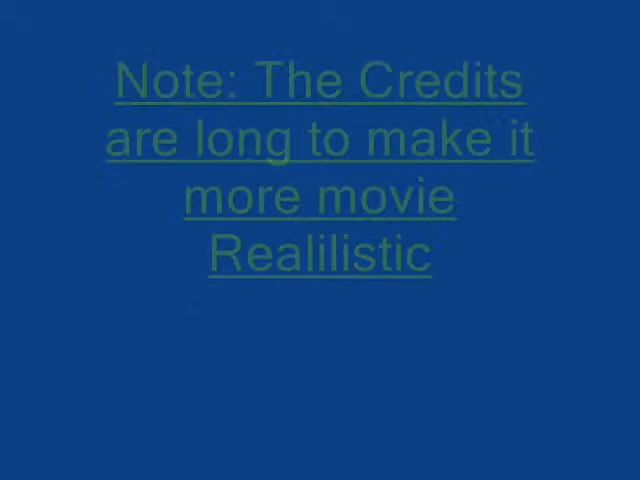 Note: The Credits
are long to make it
more movie
Realilistic